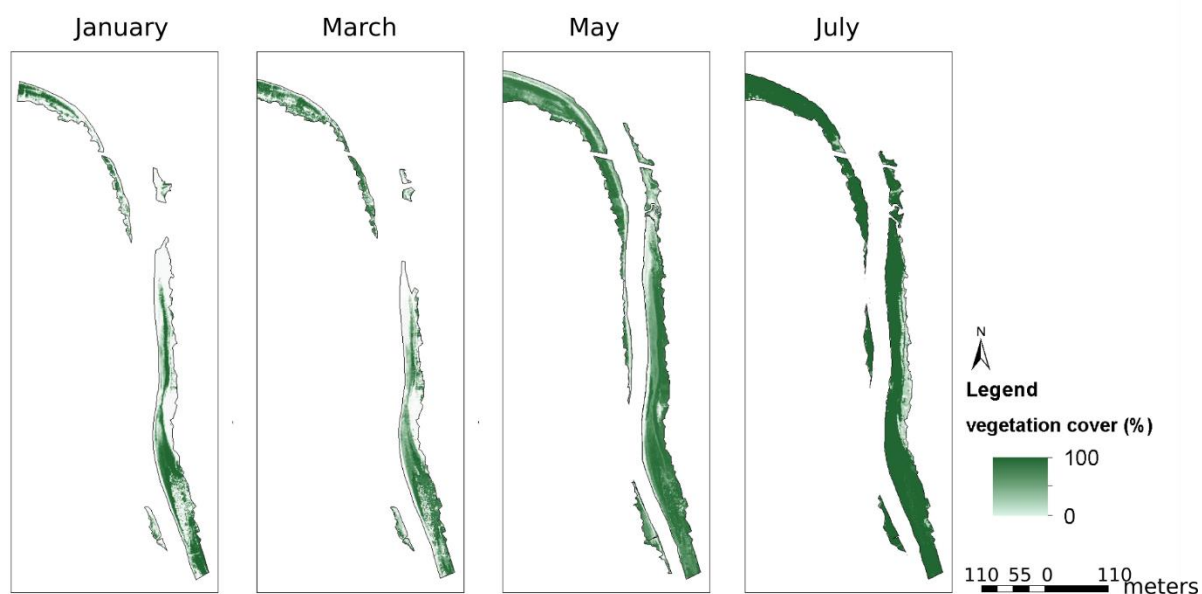 January March May July
N
Legend
vegetation cover (%)
100
0
110 55 0 110
meters